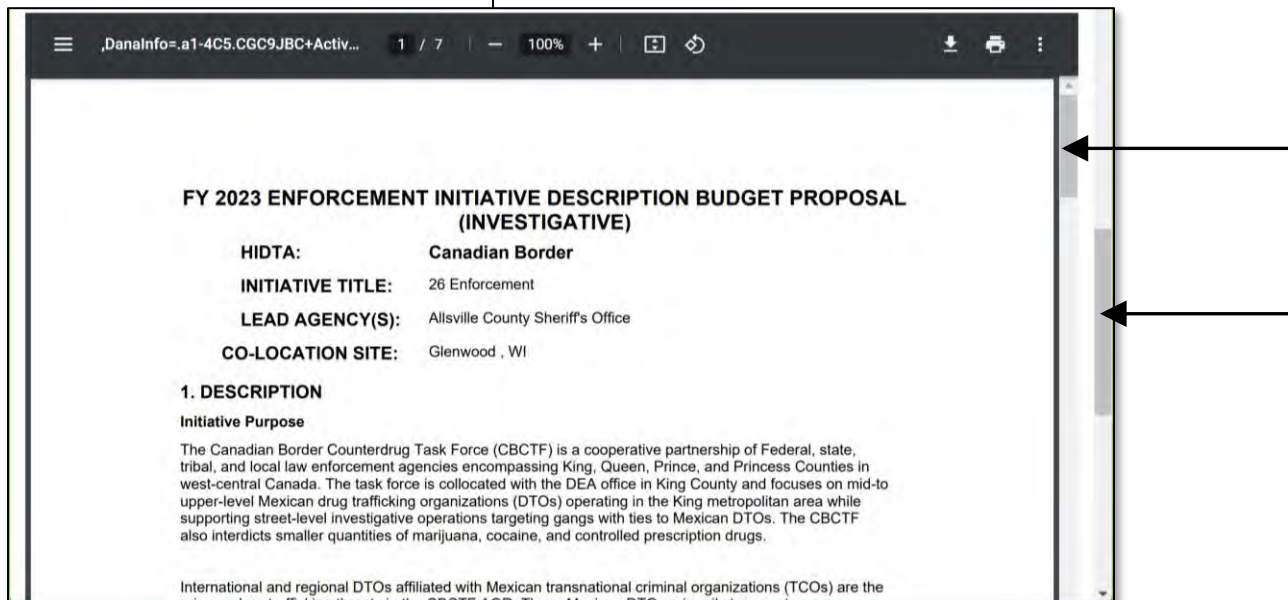 ,DanaInfo=.a1-4C5.CGC9JBC+Activ... 1 / 7 100%
FY 2023 ENFORCEMENT INITIATIVE DESCRIPTION BUDGET PROPOSAL
(INVESTIGATIVE)
HIDTA: Canadian Border
INITIATIVE TITLE: 26 Enforcement
LEAD AGENCY(S): Allsville County Sheriff's Office
CO-LOCATION SITE: Glenwood , WI
1. DESCRIPTION
Initiative Purpose
The Canadian Border Counterdrug Task Force (CBCTF) is a cooperative partnership of Federal, state,
tribal, and local law enforcement agencies encompassing King, Queen, Prince, and Princess Counties in
west-central Canada. The task force is collocated with the DEA office in King County and focuses on mid-to
upper-level Mexican drug trafficking organizations (DTOs) operating in the King metropolitan area while
supporting street-level investigative operations targeting gangs with ties to Mexican DTOs. The CBCTF
also interdicts smaller quantities of marijuana, cocaine, and controlled prescription drugs.
International and regional DTOs affiliated with Mexican transnational criminal organizations (TCOs) are the